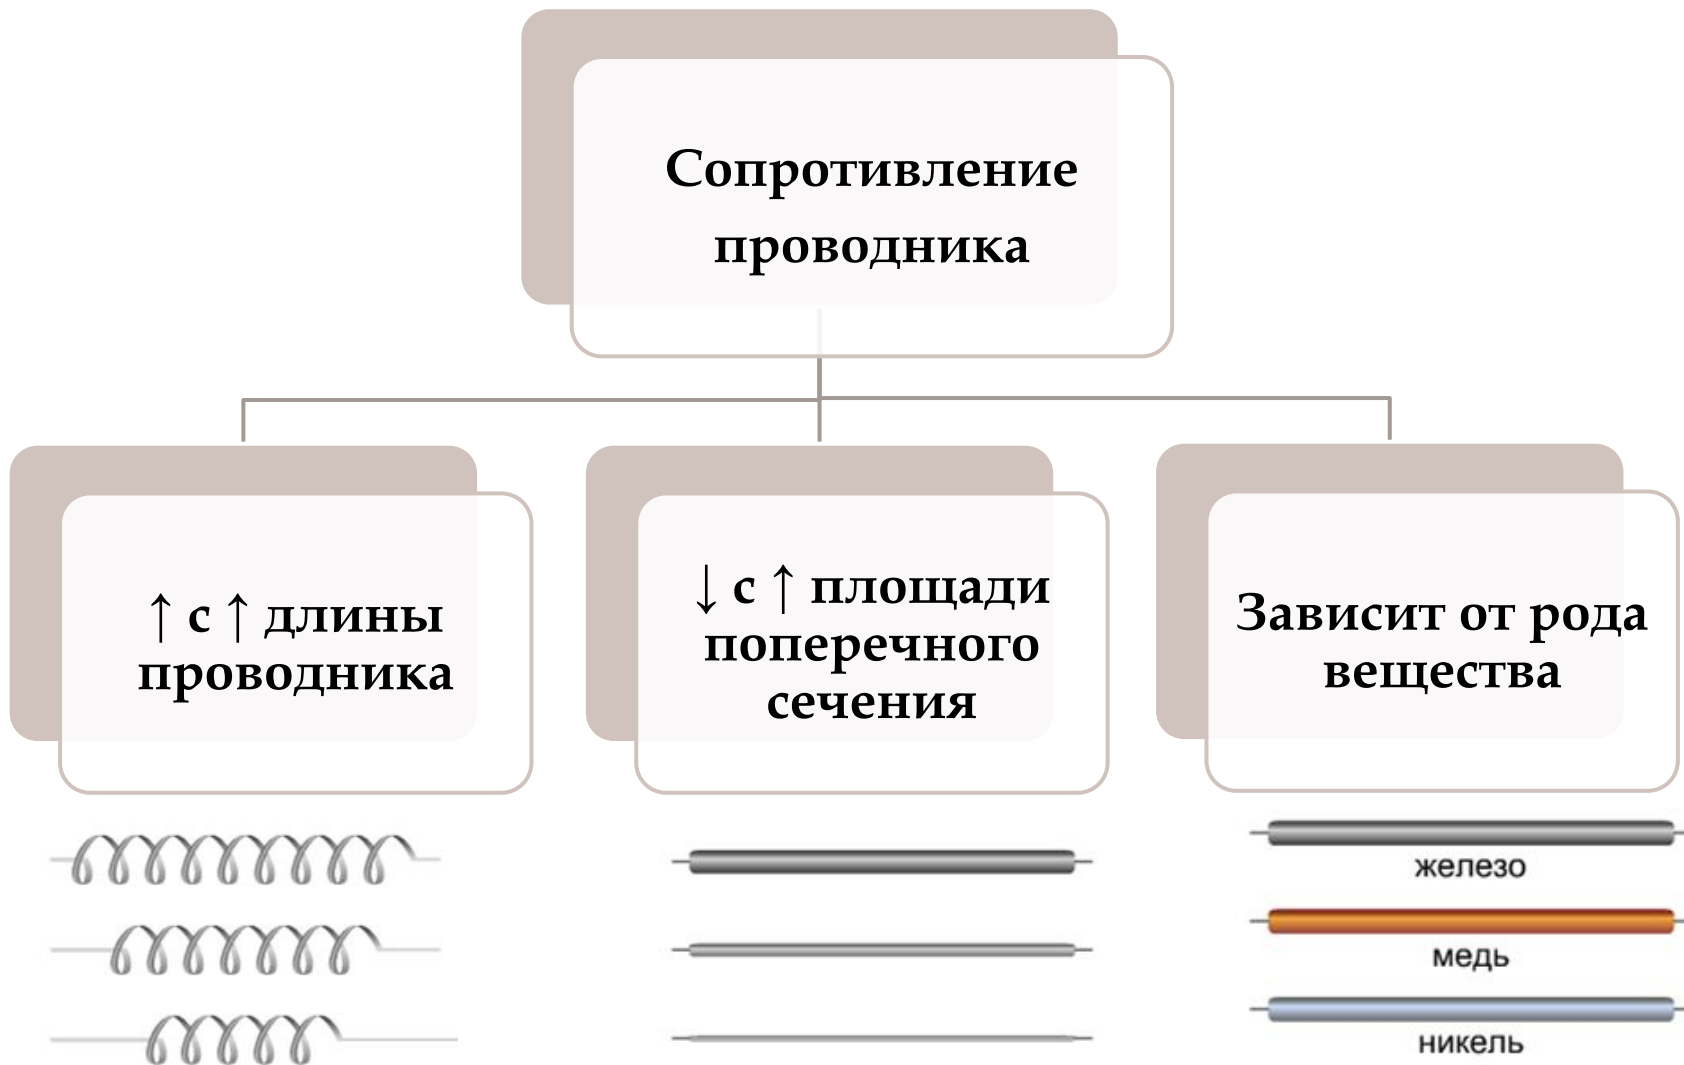 Сопротивление
проводника
↑ с ↑ длины
проводника
↓ с ↑ площади
поперечного
сечения
Зависит от рода
вещества
железо
медь
никель